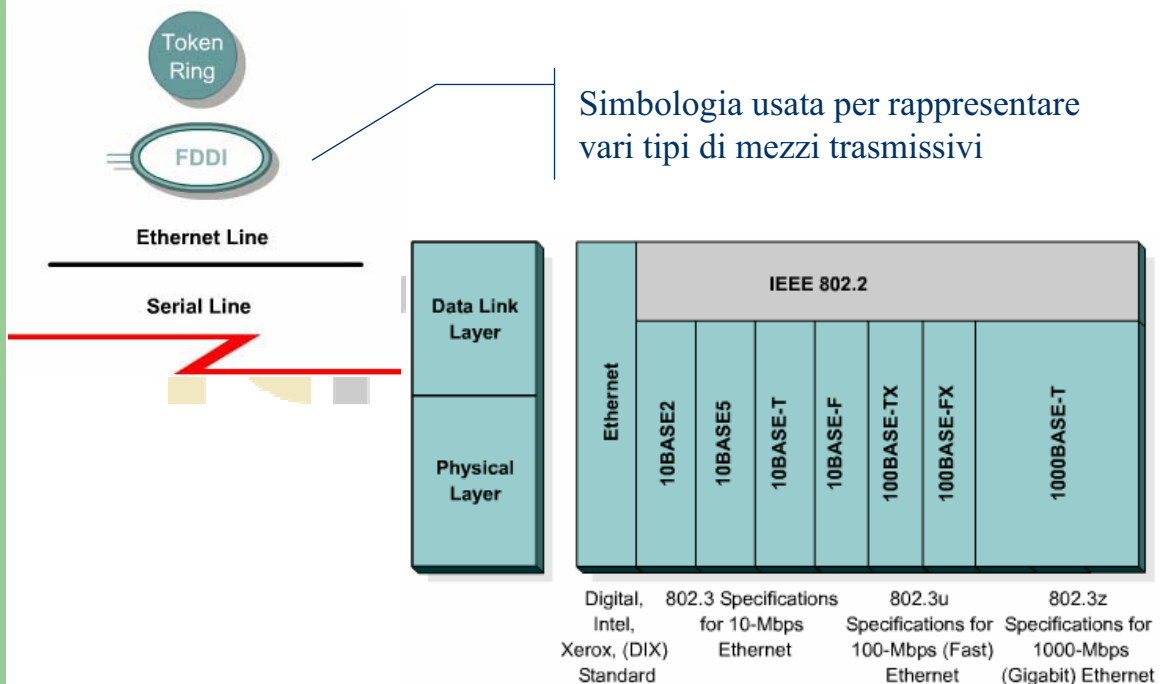 Token
Ring
FDDI
Simbologia usata per rappresentare
vari tipi di mezzi trasmissivi
Ethernet Line
Serial Line
Data Link
Layer
Physical
Layer
IEEE 802.2
Ethernet
10BASE2
10BASE5
10BASE-T
10BASE-F
100BASE-TX
100BASE-FX
1000BASE-T
Digital,
Intel,
Xerox, (DIX)
Standard
802.3 Specifications
for 10-Mbps
Ethernet
802.3u
Specifications for
100-Mbps (Fast)
Ethernet
802.3z
Specifications for
1000-Mbps
(Gigabit) Ethernet